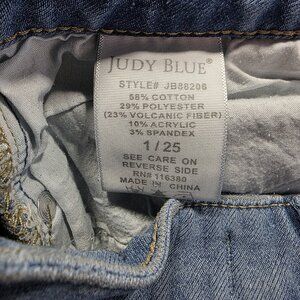 JUDY BLUE®
STYLE# JB88206
58% COTTON
29% POLYESTER
(23% VOLCANIC FIBER)
10% ACRYLIC
3% SPANDEX
1 / 25
SEE CARE ON
REVERSE SIDE
RN# 116380
MADE IN CHINA